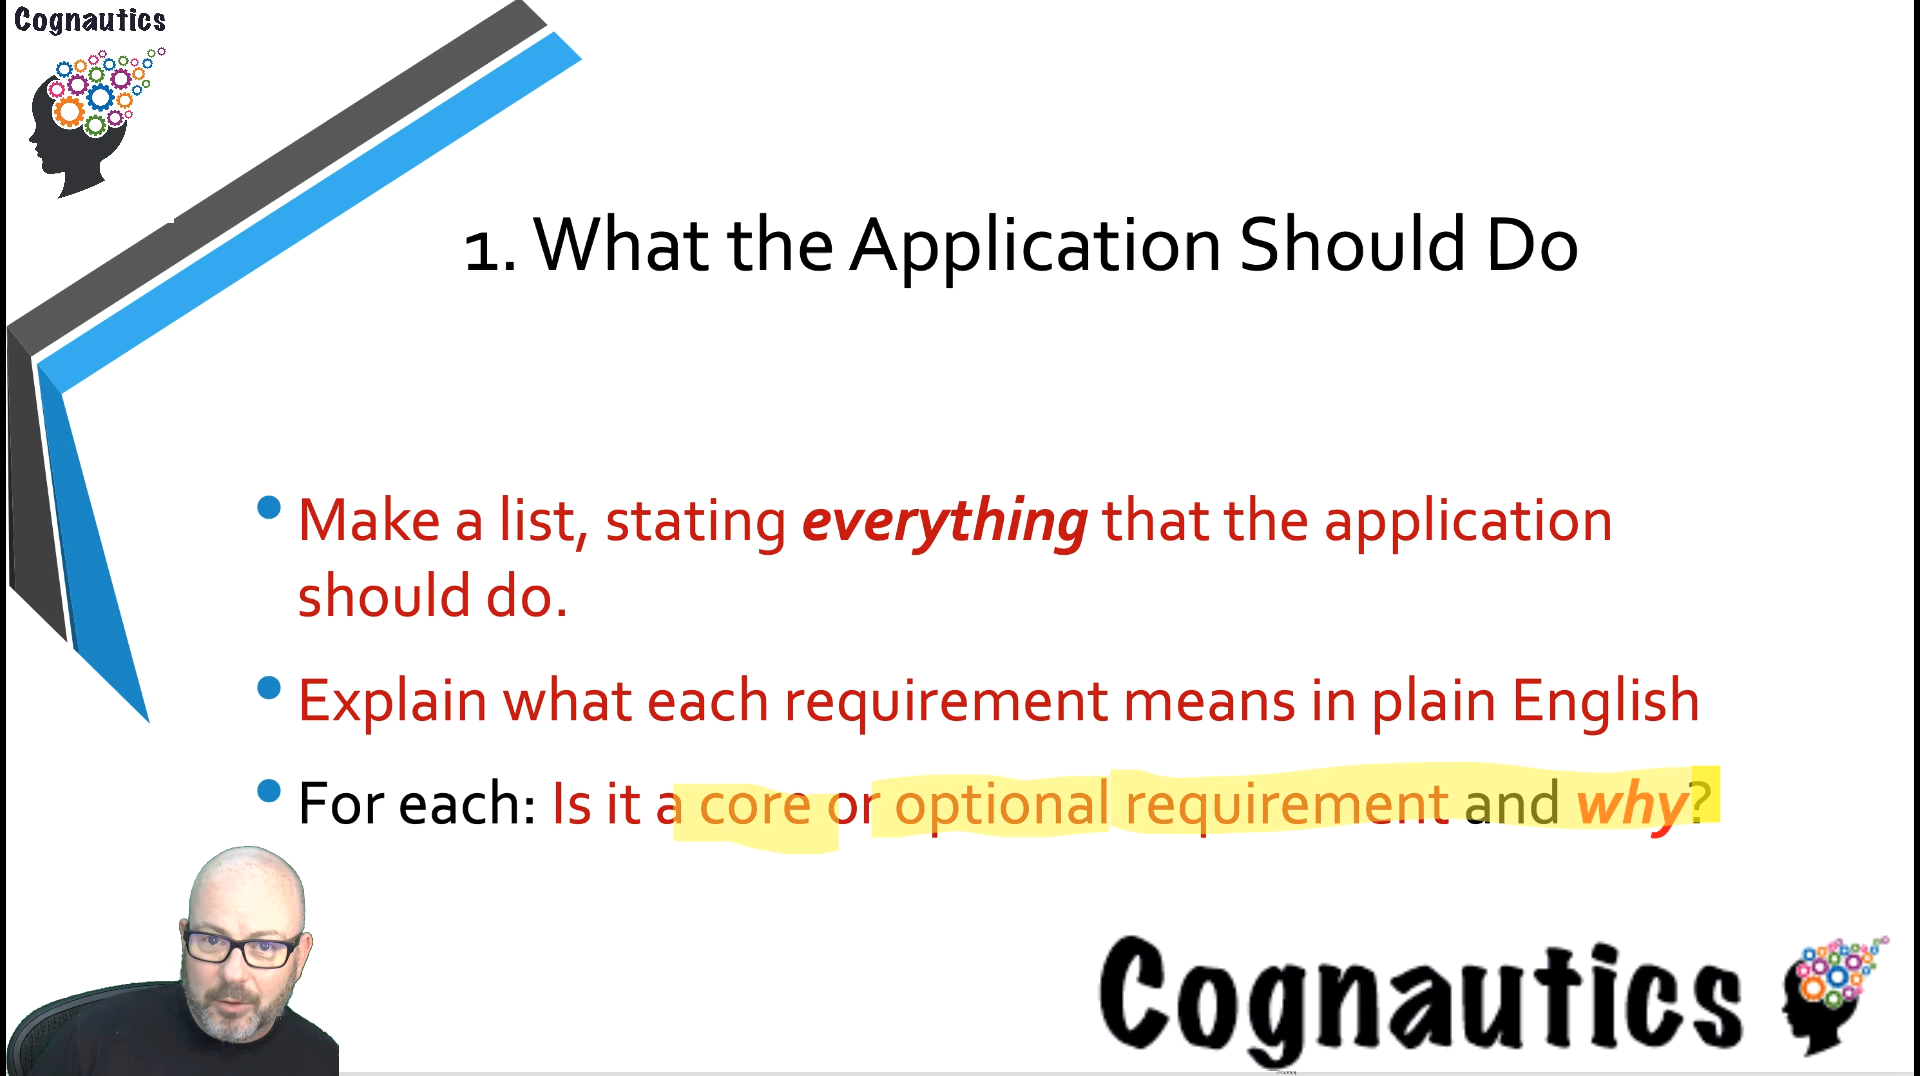 Cognautics
1. What the Application Should Do
• Make a list, stating everything that the application
should do.
• Explain what each requirement means in plain English
• For each: Is it a core or optional requirement and why?
Cognautics